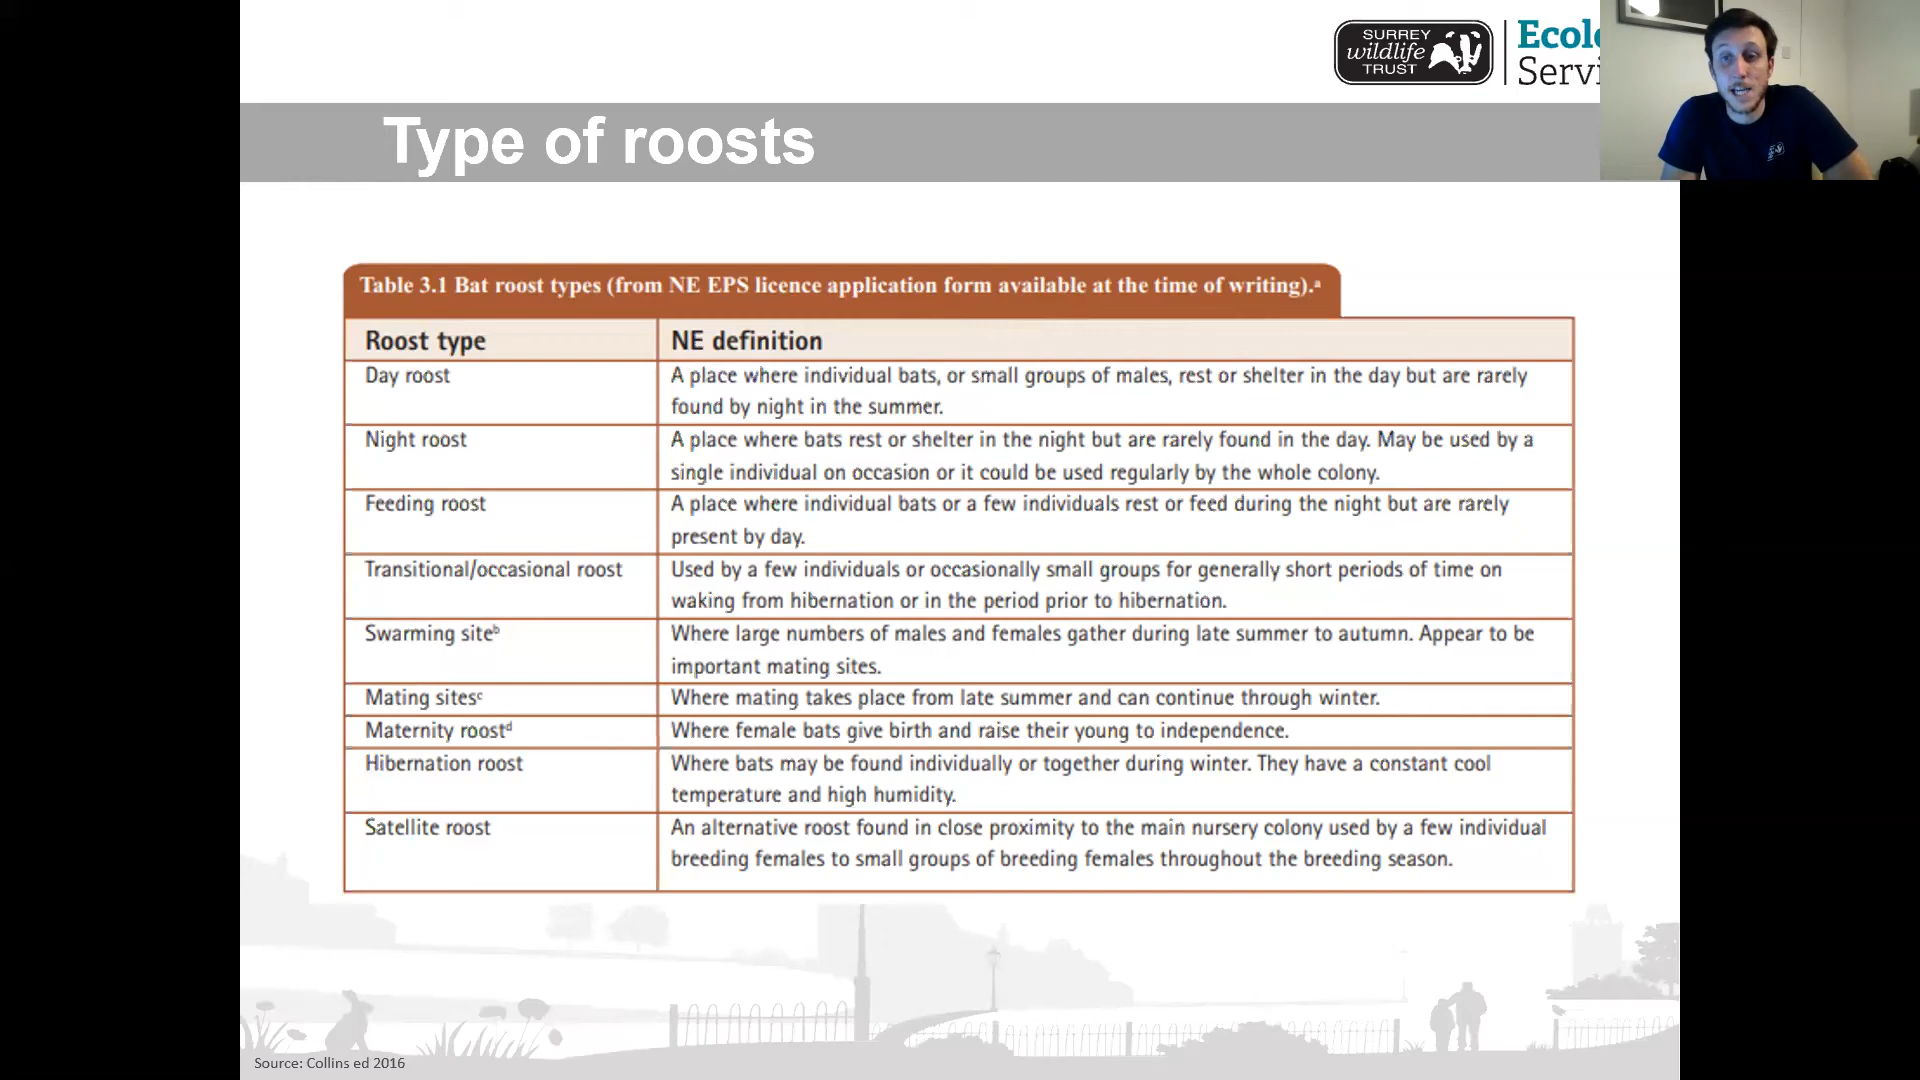 SURREY
wildlife
TRUST
Ecol
Servi
Type of roosts
Table 3.1 Bat roost types (from NE EPS licence application form available at the time of writing).ᵃ
Roost type
NE definition
Day roost
A place where individual bats, or small groups of males, rest or shelter in the day but are rarely
found by night in the summer.
Night roost
A place where bats rest or shelter in the night but are rarely found in the day. May be used by a
single individual on occasion or it could be used regularly by the whole colony.
Feeding roost
A place where individual bats or a few individuals rest or feed during the night but are rarely
present by day.
Transitional/occasional roost
Used by a few individuals or occasionally small groups for generally short periods of time on
waking from hibernation or in the period prior to hibernation.
Swarming siteᵇ
Where large numbers of males and females gather during late summer to autumn. Appear to be
important mating sites.
Mating sitesᶜ
Where mating takes place from late summer and can continue through winter.
Maternity roostᵈ
Where female bats give birth and raise their young to independence.
Hibernation roost
Where bats may be found individually or together during winter. They have a constant cool
temperature and high humidity.
Satellite roost
An alternative roost found in close proximity to the main nursery colony used by a few individual
breeding females to small groups of breeding females throughout the breeding season.
Source: Collins ed 2016